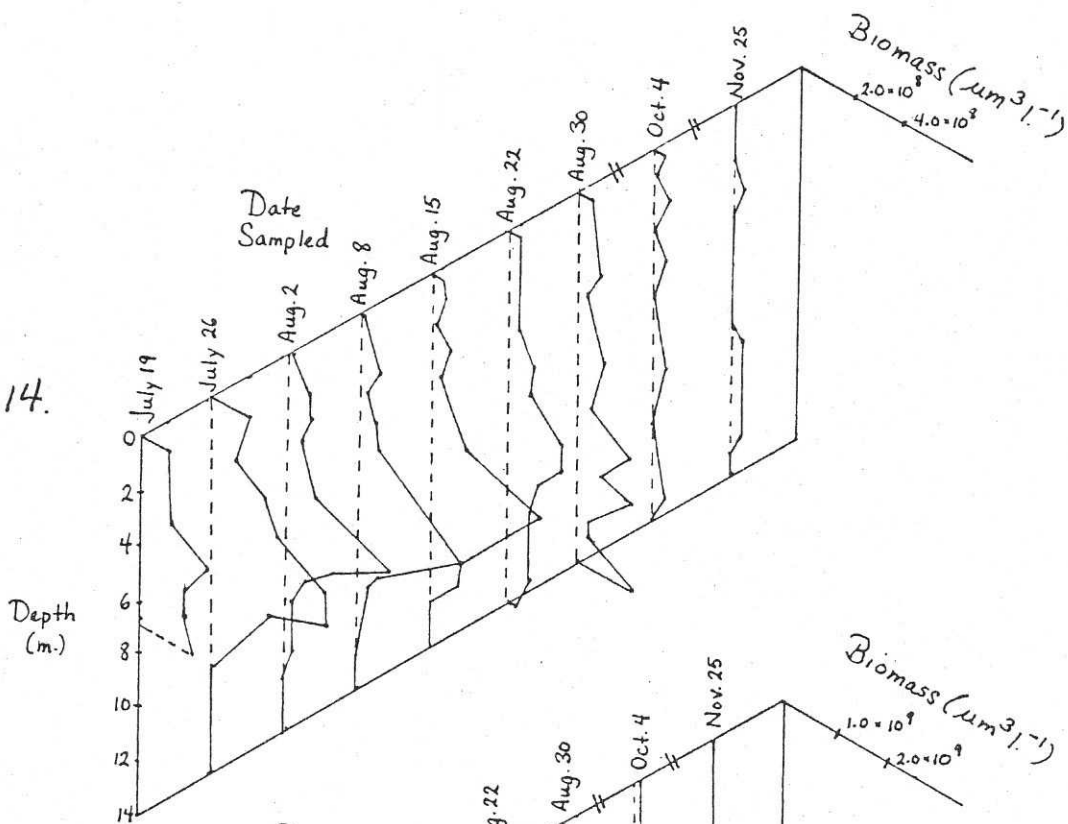 Biomass (µm³ l.⁻¹)
2.0×10⁸
4.0×10⁸
Nov. 25
Oct. 4
Aug. 30
Aug. 22
Aug. 15
Aug. 8
Aug. 2
July 26
July 19
Date
Sampled
14.
0
2
4
6
8
10
12
14
Depth
(m.)
Biomass (µm³ l.⁻¹)
1.0×10⁹
2.0×10⁹
Nov. 25
Oct. 4
Aug. 30
g. 22